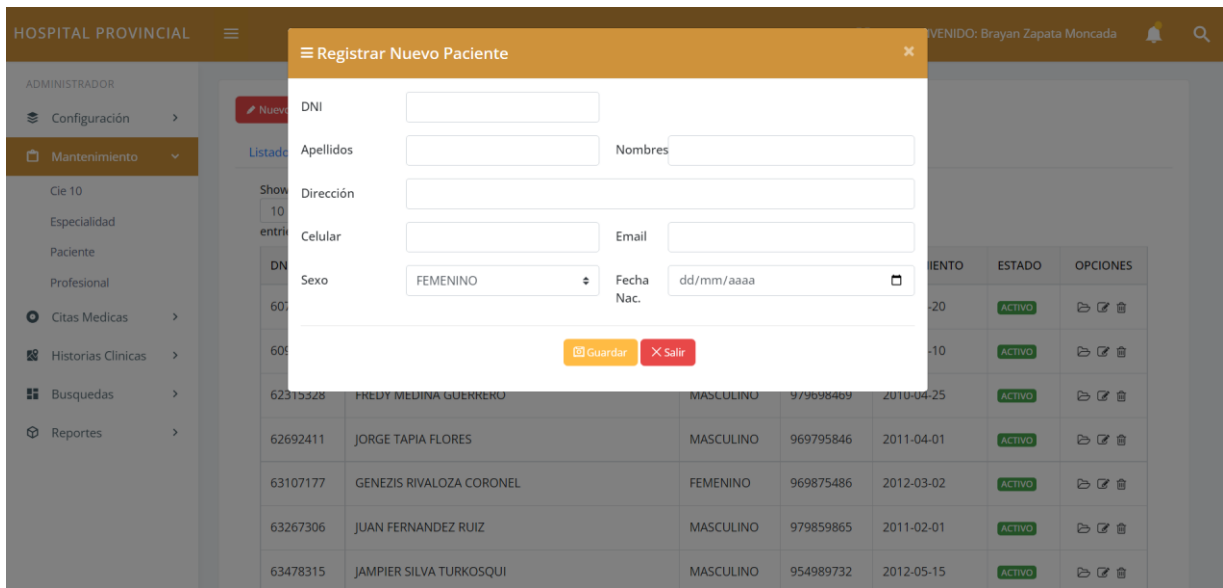 HOSPITAL PROVINCIAL
VENIDO: Brayan Zapata Moncada
Registrar Nuevo Paciente
ADMINISTRADOR
Configuración
Mantenimiento
Cie 10
Especialidad
Paciente
Profesional
Citas Medicas
Historias Clinicas
Busquedas
Reportes
Nuevo
Listado
Show
10
entrie
DNI
Apellidos
Nombres
Dirección
Celular
Email
Sexo
FEMENINO
Fecha
Nac.
dd/mm/aaaa
Guardar
Salir
DN
IENTO ESTADO OPCIONES
607 -20 ACTIVO
609 -10 ACTIVO
62315328 FREDY MEDINA GUERRERO MASCULINO 979698469 2010-04-25 ACTIVO
62692411 JORGE TAPIA FLORES MASCULINO 969795846 2011-04-01 ACTIVO
63107177 GENEZIS RIVALOZA CORONEL FEMENINO 969875486 2012-03-02 ACTIVO
63267306 JUAN FERNANDEZ RUIZ MASCULINO 979859865 2011-02-01 ACTIVO
63478315 JAMPIER SILVA TURKOSQUI MASCULINO 954989732 2012-05-15 ACTIVO